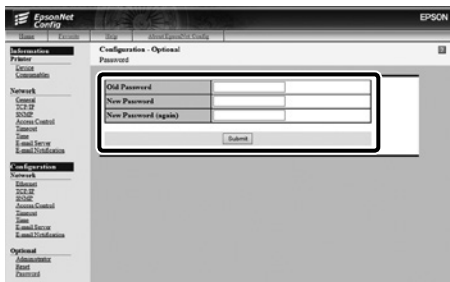 EpsonNet
Config
EPSON
Home
Favorite
Help
About EpsonNet Config
Information
Printer
Device
Consumables
Network
General
TCP/IP
SNMP
Access Control
Timeout
Time
E-mail Server
E-mail Notification
Configuration
Network
Ethernet
TCP/IP
SNMP
Access Control
Timeout
Time
E-mail Server
E-mail Notification
Optional
Administrator
Reset
Password
Configuration - Optional
Password
Old Password
New Password
New Password (again)
Submit